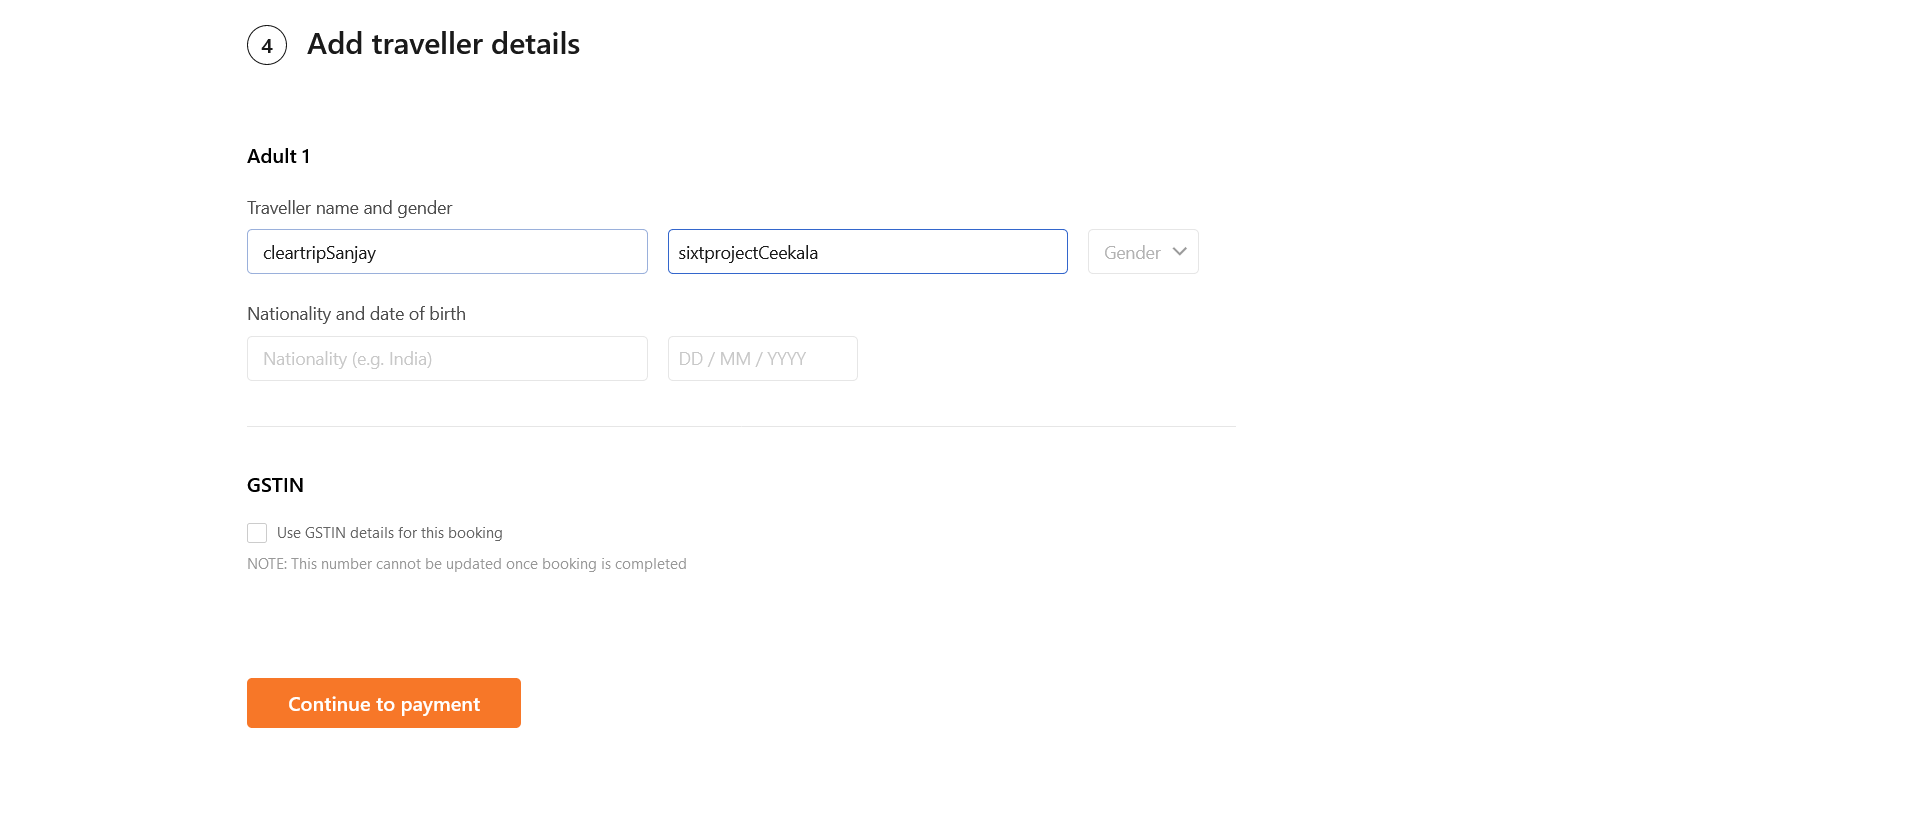 4 Add traveller details
Adult 1
Traveller name and gender
cleartripSanjay sixtprojectCeekala Gender
Nationality and date of birth
Nationality (e.g. India) DD / MM / YYYY
GSTIN
Use GSTIN details for this booking
NOTE: This number cannot be updated once booking is completed
Continue to payment